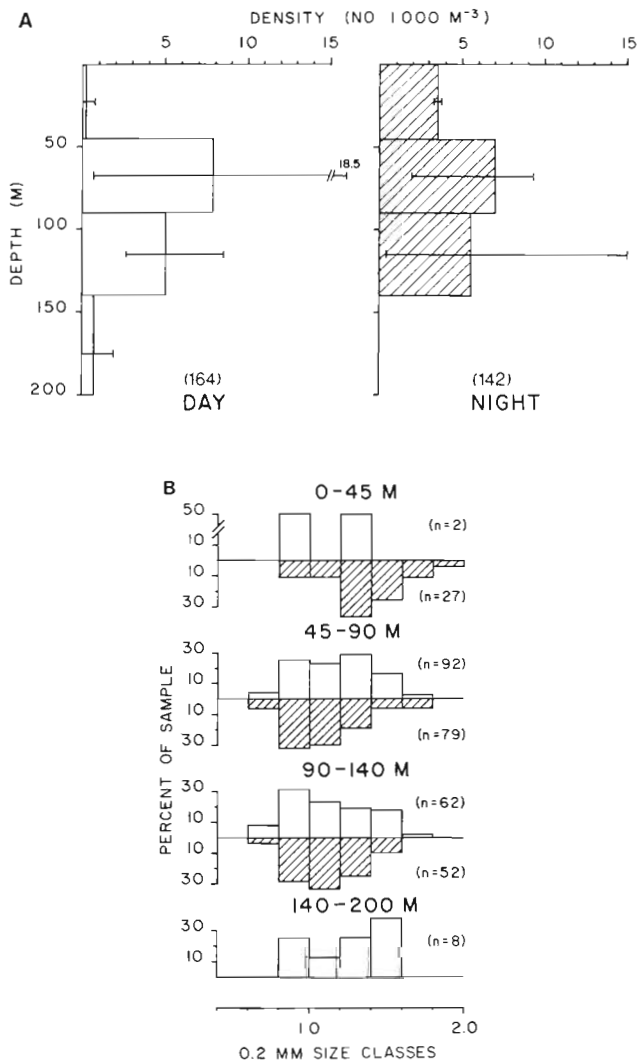 A
DENSITY (NO 1000 M⁻³)
5 10 15
5 10 15
DEPTH (M)
50
100
150
200
18.5
(164)
DAY
(142)
NIGHT
B
0-45 M
50
10
10
30
(n=2)
(n=27)
45-90 M
30
10
10
30
(n=92)
(n=79)
90-140 M
30
10
10
30
(n=62)
(n=52)
140-200 M
30
10
(n=8)
PERCENT OF SAMPLE
1.0 2.0
0.2 MM SIZE CLASSES